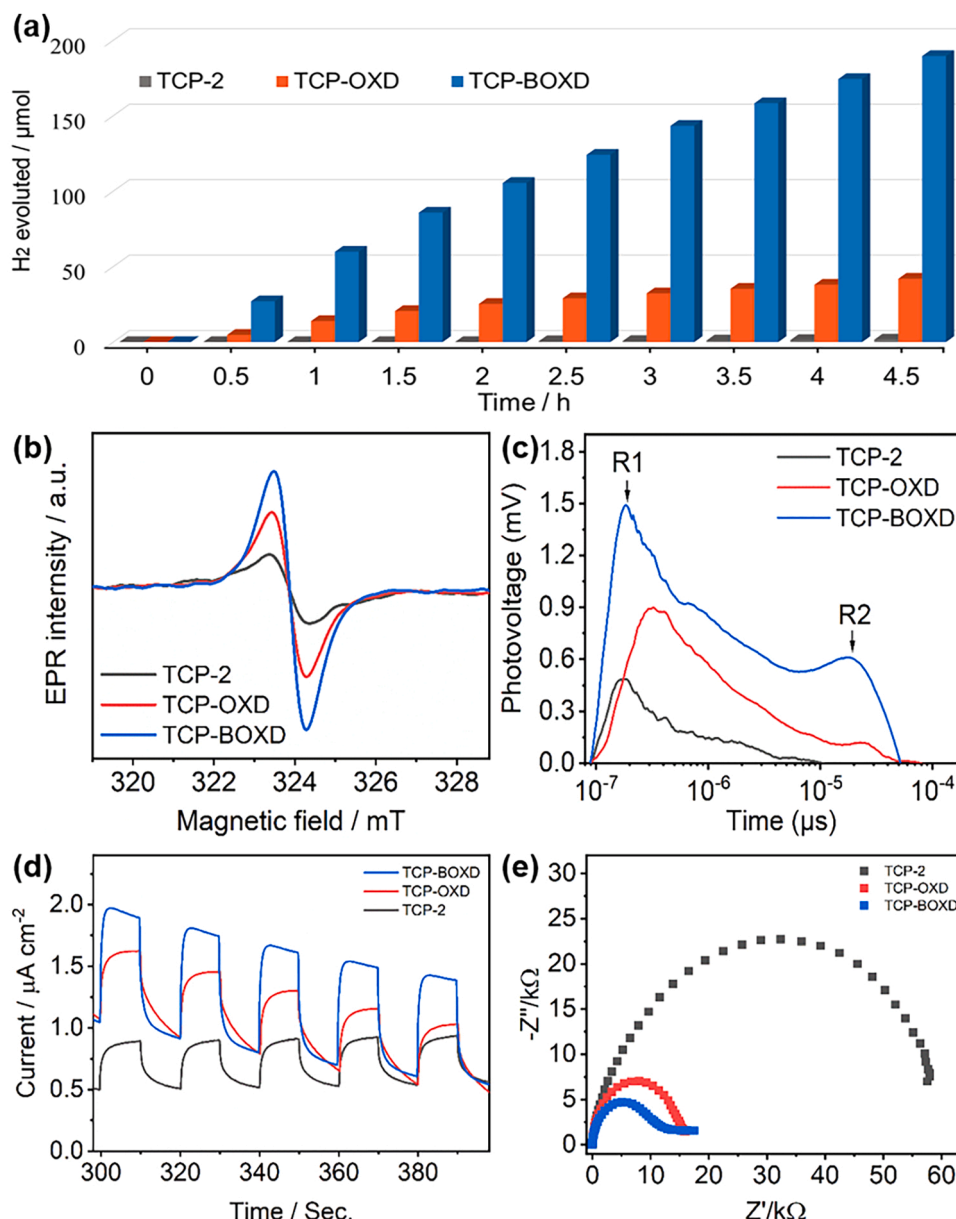 (a)
200
150
100
50
0
H2 evoluted / μmol
TCP-2 TCP-OXD TCP-BOXD
0 0.5 1 1.5 2 2.5 3 3.5 4 4.5
Time / h
(b)
EPR internsity / a.u.
TCP-2
TCP-OXD
TCP-BOXD
320 322 324 326 328
Magnetic field / mT
(c)
1.8
1.5
1.2
0.9
0.6
0.3
0.0
Photovoltage (mV)
R1
R2
TCP-2
TCP-OXD
TCP-BOXD
10-7 10-6 10-5 10-4
Time (μs)
(d)
2.0
1.5
1.0
0.5
0.0
Current / μA cm-2
TCP-BOXD
TCP-OXD
TCP-2
300 320 340 360 380
Time / Sec.
(e)
30
25
20
15
10
5
0
-Z"/kΩ
TCP-2
TCP-OXD
TCP-BOXD
0 10 20 30 40 50 60
Z'/kΩ